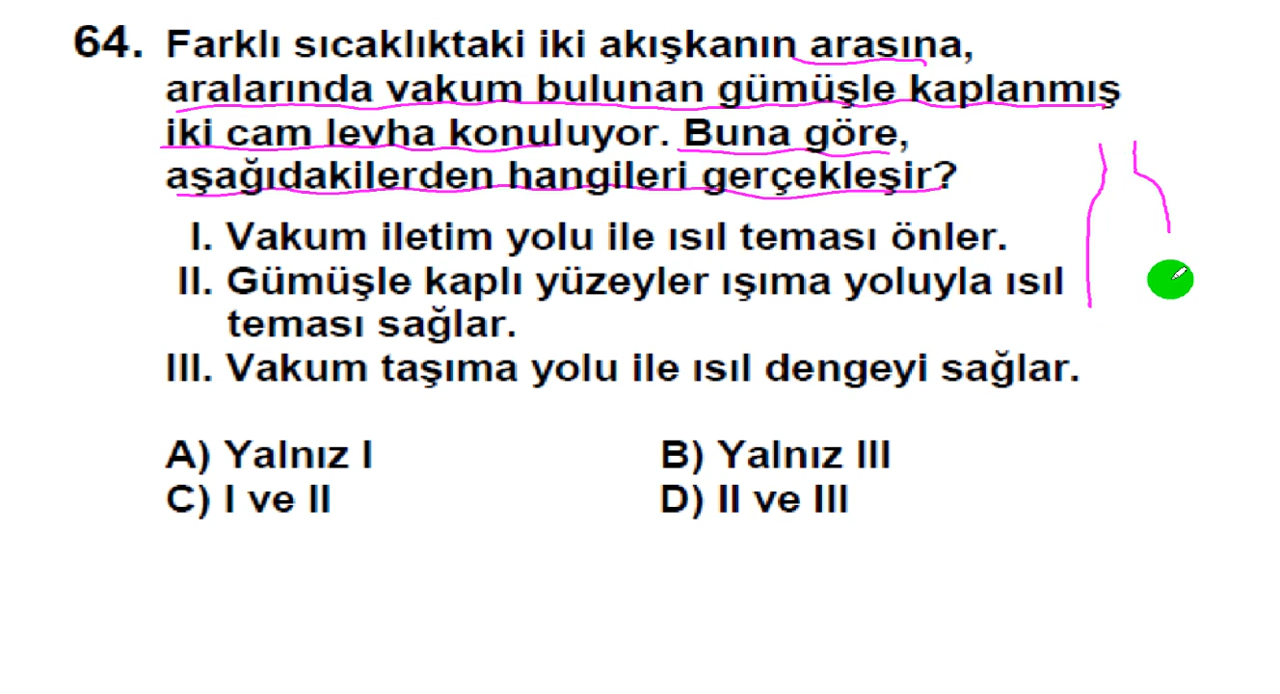 64. Farklı sıcaklıktaki iki akışkanın arasına,
aralarında vakum bulunan gümüşle kaplanmış
iki cam levha konuluyor. Buna göre,
aşağıdakilerden hangileri gerçekleşir?
I. Vakum iletim yolu ile ısıl teması önler.
II. Gümüşle kaplı yüzeyler ışıma yoluyla ısıl
teması sağlar.
III. Vakum taşıma yolu ile ısıl dengeyi sağlar.
A) Yalnız I B) Yalnız III
C) I ve II D) II ve III